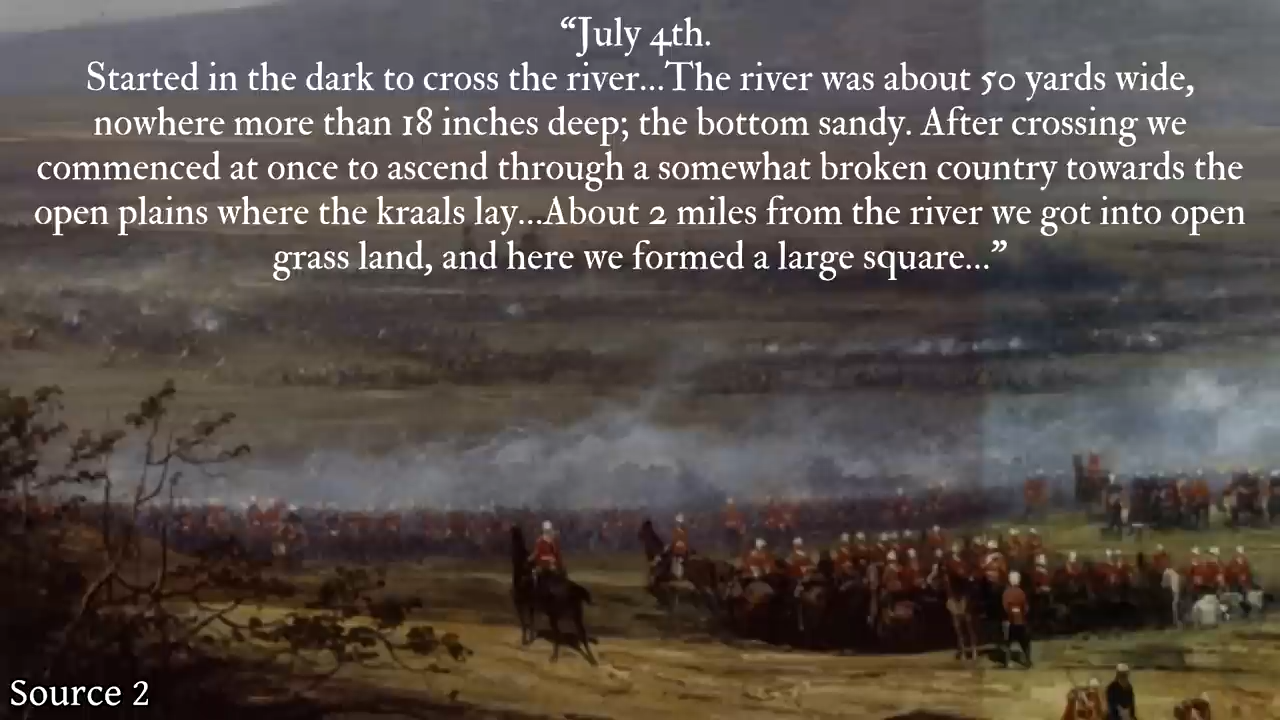 “July 4th.
Started in the dark to cross the river...The river was about 50 yards wide,
nowhere more than 18 inches deep; the bottom sandy. After crossing we
commenced at once to ascend through a somewhat broken country towards the
open plains where the kraals lay...About 2 miles from the river we got into open
grass land, and here we formed a large square...”
Source 2